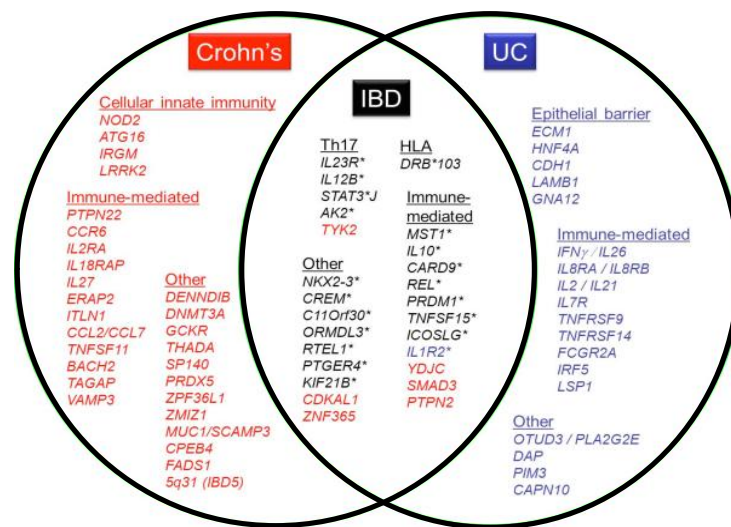 Crohn's
UC
IBD
Cellular innate immunity
NOD2
ATG16
IRGM
LRRK2
Immune-mediated
PTPN22
CCR6
IL2RA
IL18RAP
IL27
ERAP2
ITLN1
CCL2/CCL7
TNFSF11
BACH2
TAGAP
VAMP3
Other
DENNDIB
DNMT3A
GCKR
THADA
SP140
PRDX5
ZPF36L1
ZMIZ1
MUC1/SCAMP3
CPEB4
FADS1
5q31 (IBD5)
Th17
IL23R*
IL12B*
STAT3*J
AK2*
TYK2
Other
NKX2-3*
CREM*
C11Orf30*
ORMDL3*
RTEL1*
PTGER4*
KIF21B*
CDKAL1
ZNF365
HLA
DRB*103
Immune-
mediated
MST1*
IL10*
CARD9*
REL*
PRDM1*
TNFSF15*
ICOSLG*
IL1R2*
YDJC
SMAD3
PTPN2
Epithelial barrier
ECM1
HNF4A
CDH1
LAMB1
GNA12
Immune-mediated
IFNγ / IL26
IL8RA / IL8RB
IL2 / IL21
IL7R
TNFRSF9
TNFRSF14
FCGR2A
IRF5
LSP1
Other
OTUD3 / PLA2G2E
DAP
PIM3
CAPN10